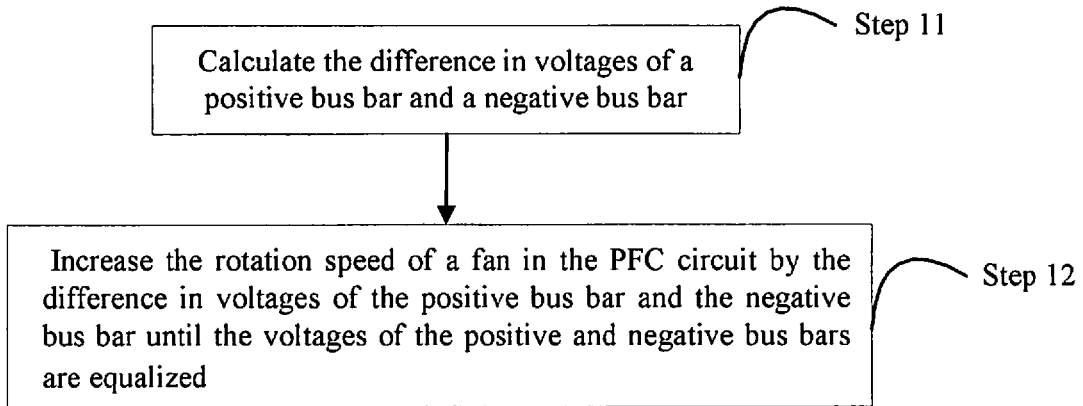 Step 11
Calculate the difference in voltages of a
positive bus bar and a negative bus bar
Increase the rotation speed of a fan in the PFC circuit by the
difference in voltages of the positive bus bar and the negative
bus bar until the voltages of the positive and negative bus bars
are equalized
Step 12